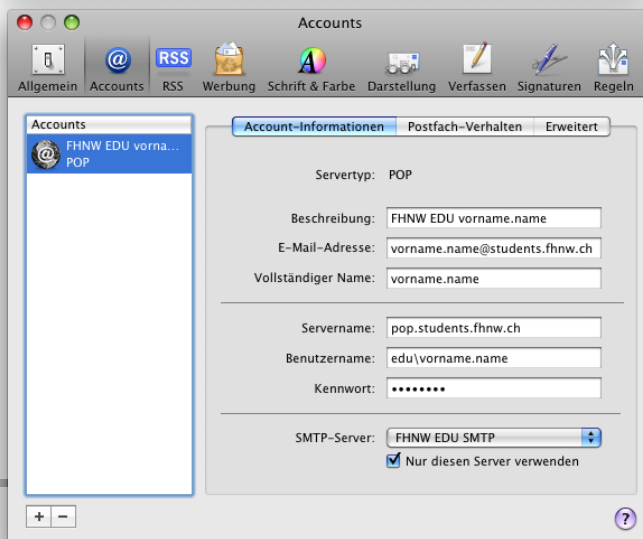 Accounts
Allgemein Accounts RSS Werbung Schrift & Farbe Darstellung Verfassen Signaturen Regeln
RSS
Accounts
FHNW EDU vorna...
POP
Account-Informationen Postfach-Verhalten Erweitert
Servertyp: POP
Beschreibung: FHNW EDU vorname.name
E-Mail-Adresse: vorname.name@students.fhnw.ch
Vollständiger Name: vorname.name
Servername: pop.students.fhnw.ch
Benutzername: edu\vorname.name
Kennwort: ••••••••
SMTP-Server: FHNW EDU SMTP
Nur diesen Server verwenden
+ − ?